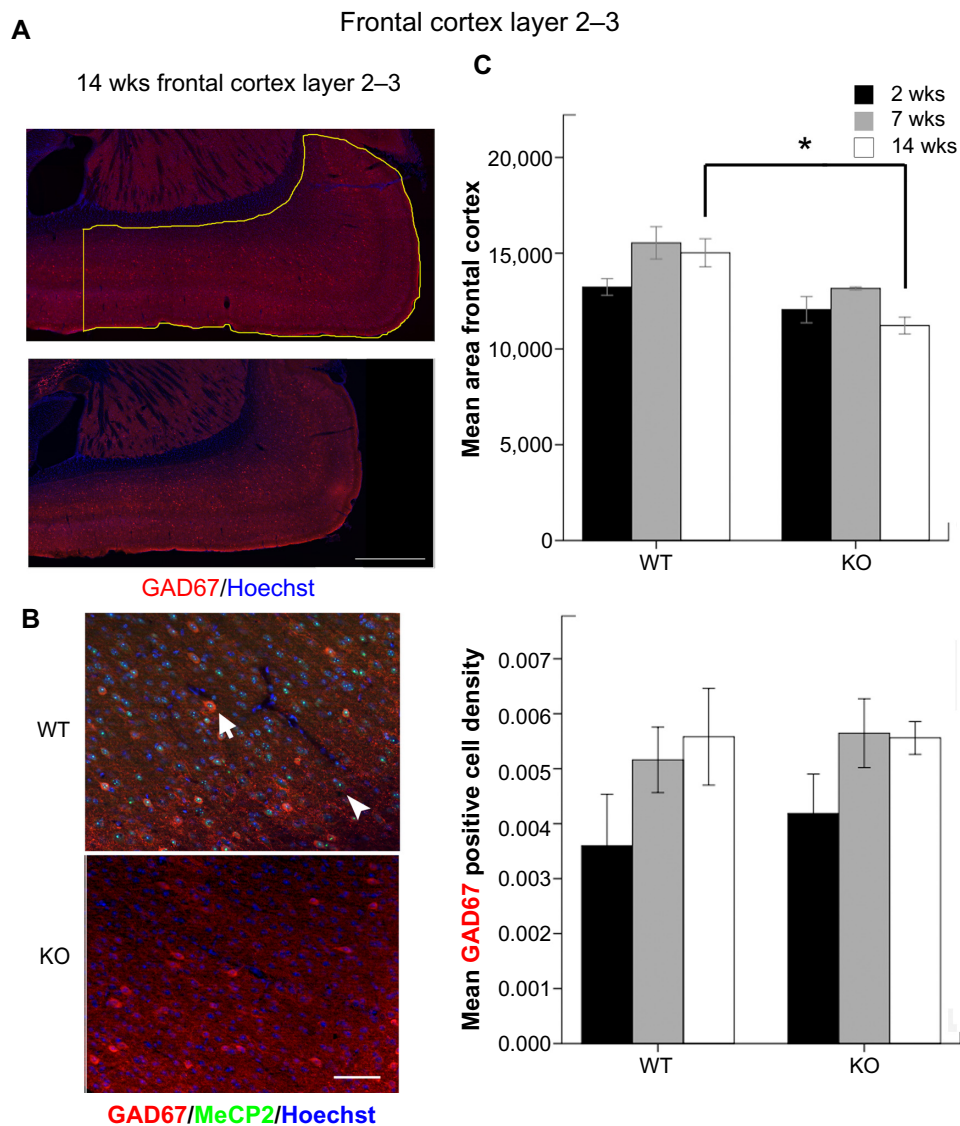 Frontal cortex layer 2–3
A
14 wks frontal cortex layer 2–3
GAD67/Hoechst
B
WT
KO
GAD67/MeCP2/Hoechst
C
2 wks
7 wks
14 wks
*
Mean area frontal cortex
20,000
15,000
10,000
5,000
0
WT
KO
Mean GAD67 positive cell density
0.007
0.006
0.005
0.004
0.003
0.002
0.001
0.000
WT
KO